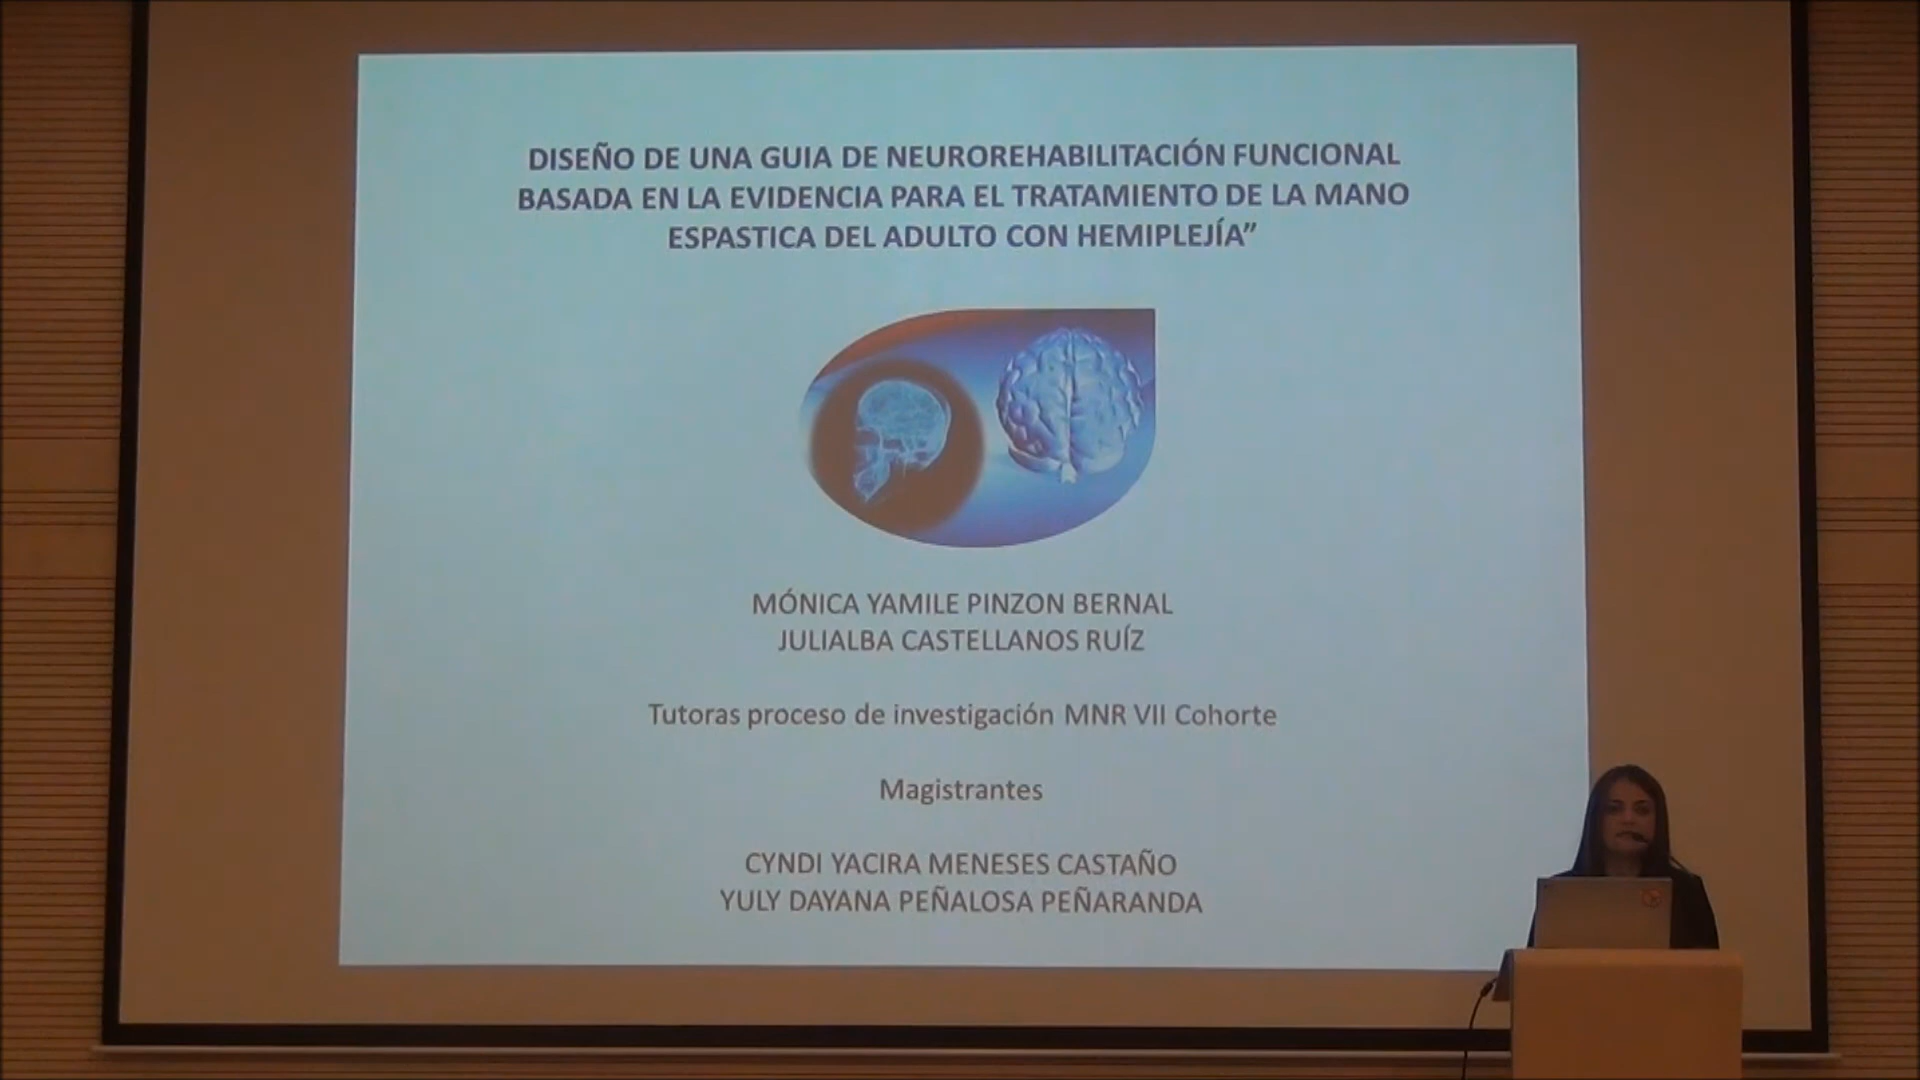 DISEÑO DE UNA GUIA DE NEUROREHABILITACIÓN FUNCIONAL
BASADA EN LA EVIDENCIA PARA EL TRATAMIENTO DE LA MANO
ESPASTICA DEL ADULTO CON HEMIPLEJÍA”
MÓNICA YAMILE PINZON BERNAL
JULIALBA CASTELLANOS RUÍZ
Tutoras proceso de investigación MNR VII Cohorte
Magistrantes
CYNDI YACIRA MENESES CASTAÑO
YULY DAYANA PEÑALOSA PEÑARANDA